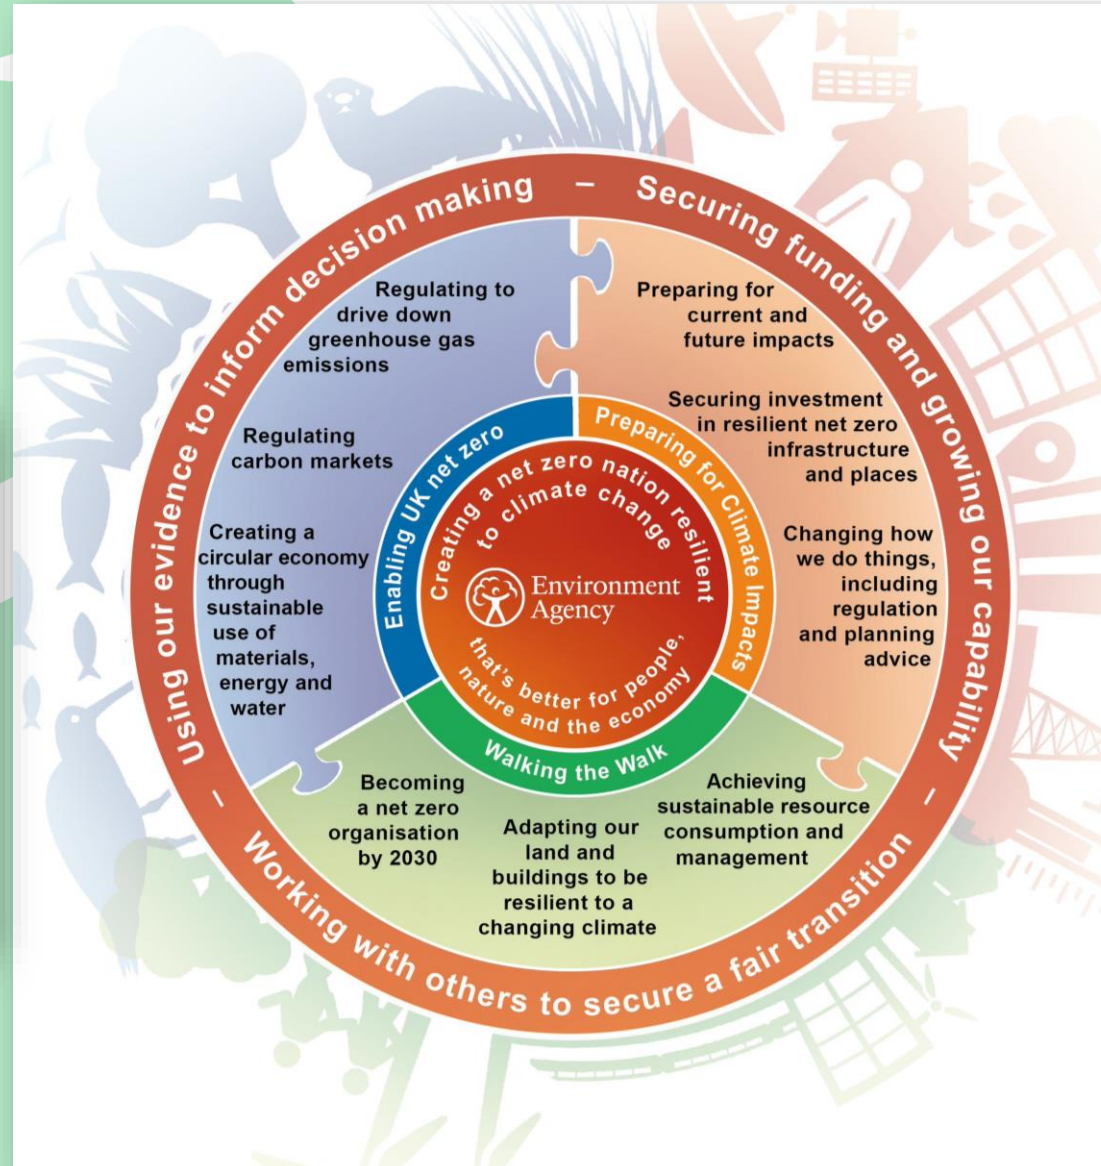 Using our evidence to inform decision making – Securing funding and growing our capability – Working with others to secure a fair transition –
Regulating to
drive down
greenhouse gas
emissions
Regulating
carbon markets
Creating a
circular economy
through
sustainable
use of
materials,
energy and
water
Enabling UK net zero
Preparing for
current and
future impacts
Securing investment
in resilient net zero
infrastructure
and places
Changing how
we do things,
including
regulation
and planning
advice
Preparing for Climate Impacts
Creating a net zero nation resilient
to climate change
Environment
Agency
that's better for people,
nature and the economy
Walking the Walk
Becoming
a net zero
organisation
by 2030
Adapting our
land and
buildings to be
resilient to a
changing climate
Achieving
sustainable resource
consumption and
management